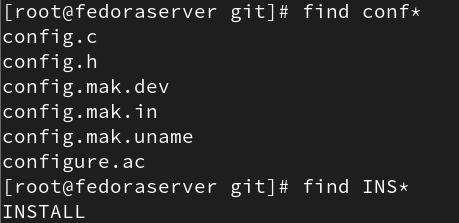 [root@fedoraserver git]# find conf*
config.c
config.h
config.mak.dev
config.mak.in
config.mak.uname
configure.ac
[root@fedoraserver git]# find INS*
INSTALL